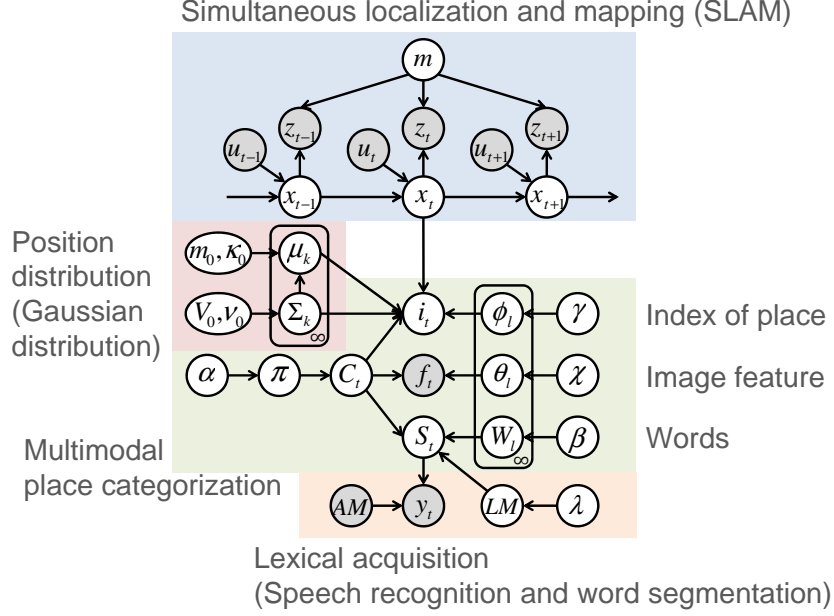 Simultaneous localization and mapping (SLAM)
m
z_{t-1} z_t z_{t+1}
u_{t-1} u_t u_{t+1}
x_{t-1} x_t x_{t+1}
Position
distribution
(Gaussian
distribution)
m_0, κ_0 μ_k
V_0, ν_0 Σ_k ∞
i_t ϕ_l γ Index of place
α π C_t f_t θ_l χ Image feature
S_t W_l ∞ β Words
Multimodal
place categorization
AM y_t LM λ
Lexical acquisition
(Speech recognition and word segmentation)